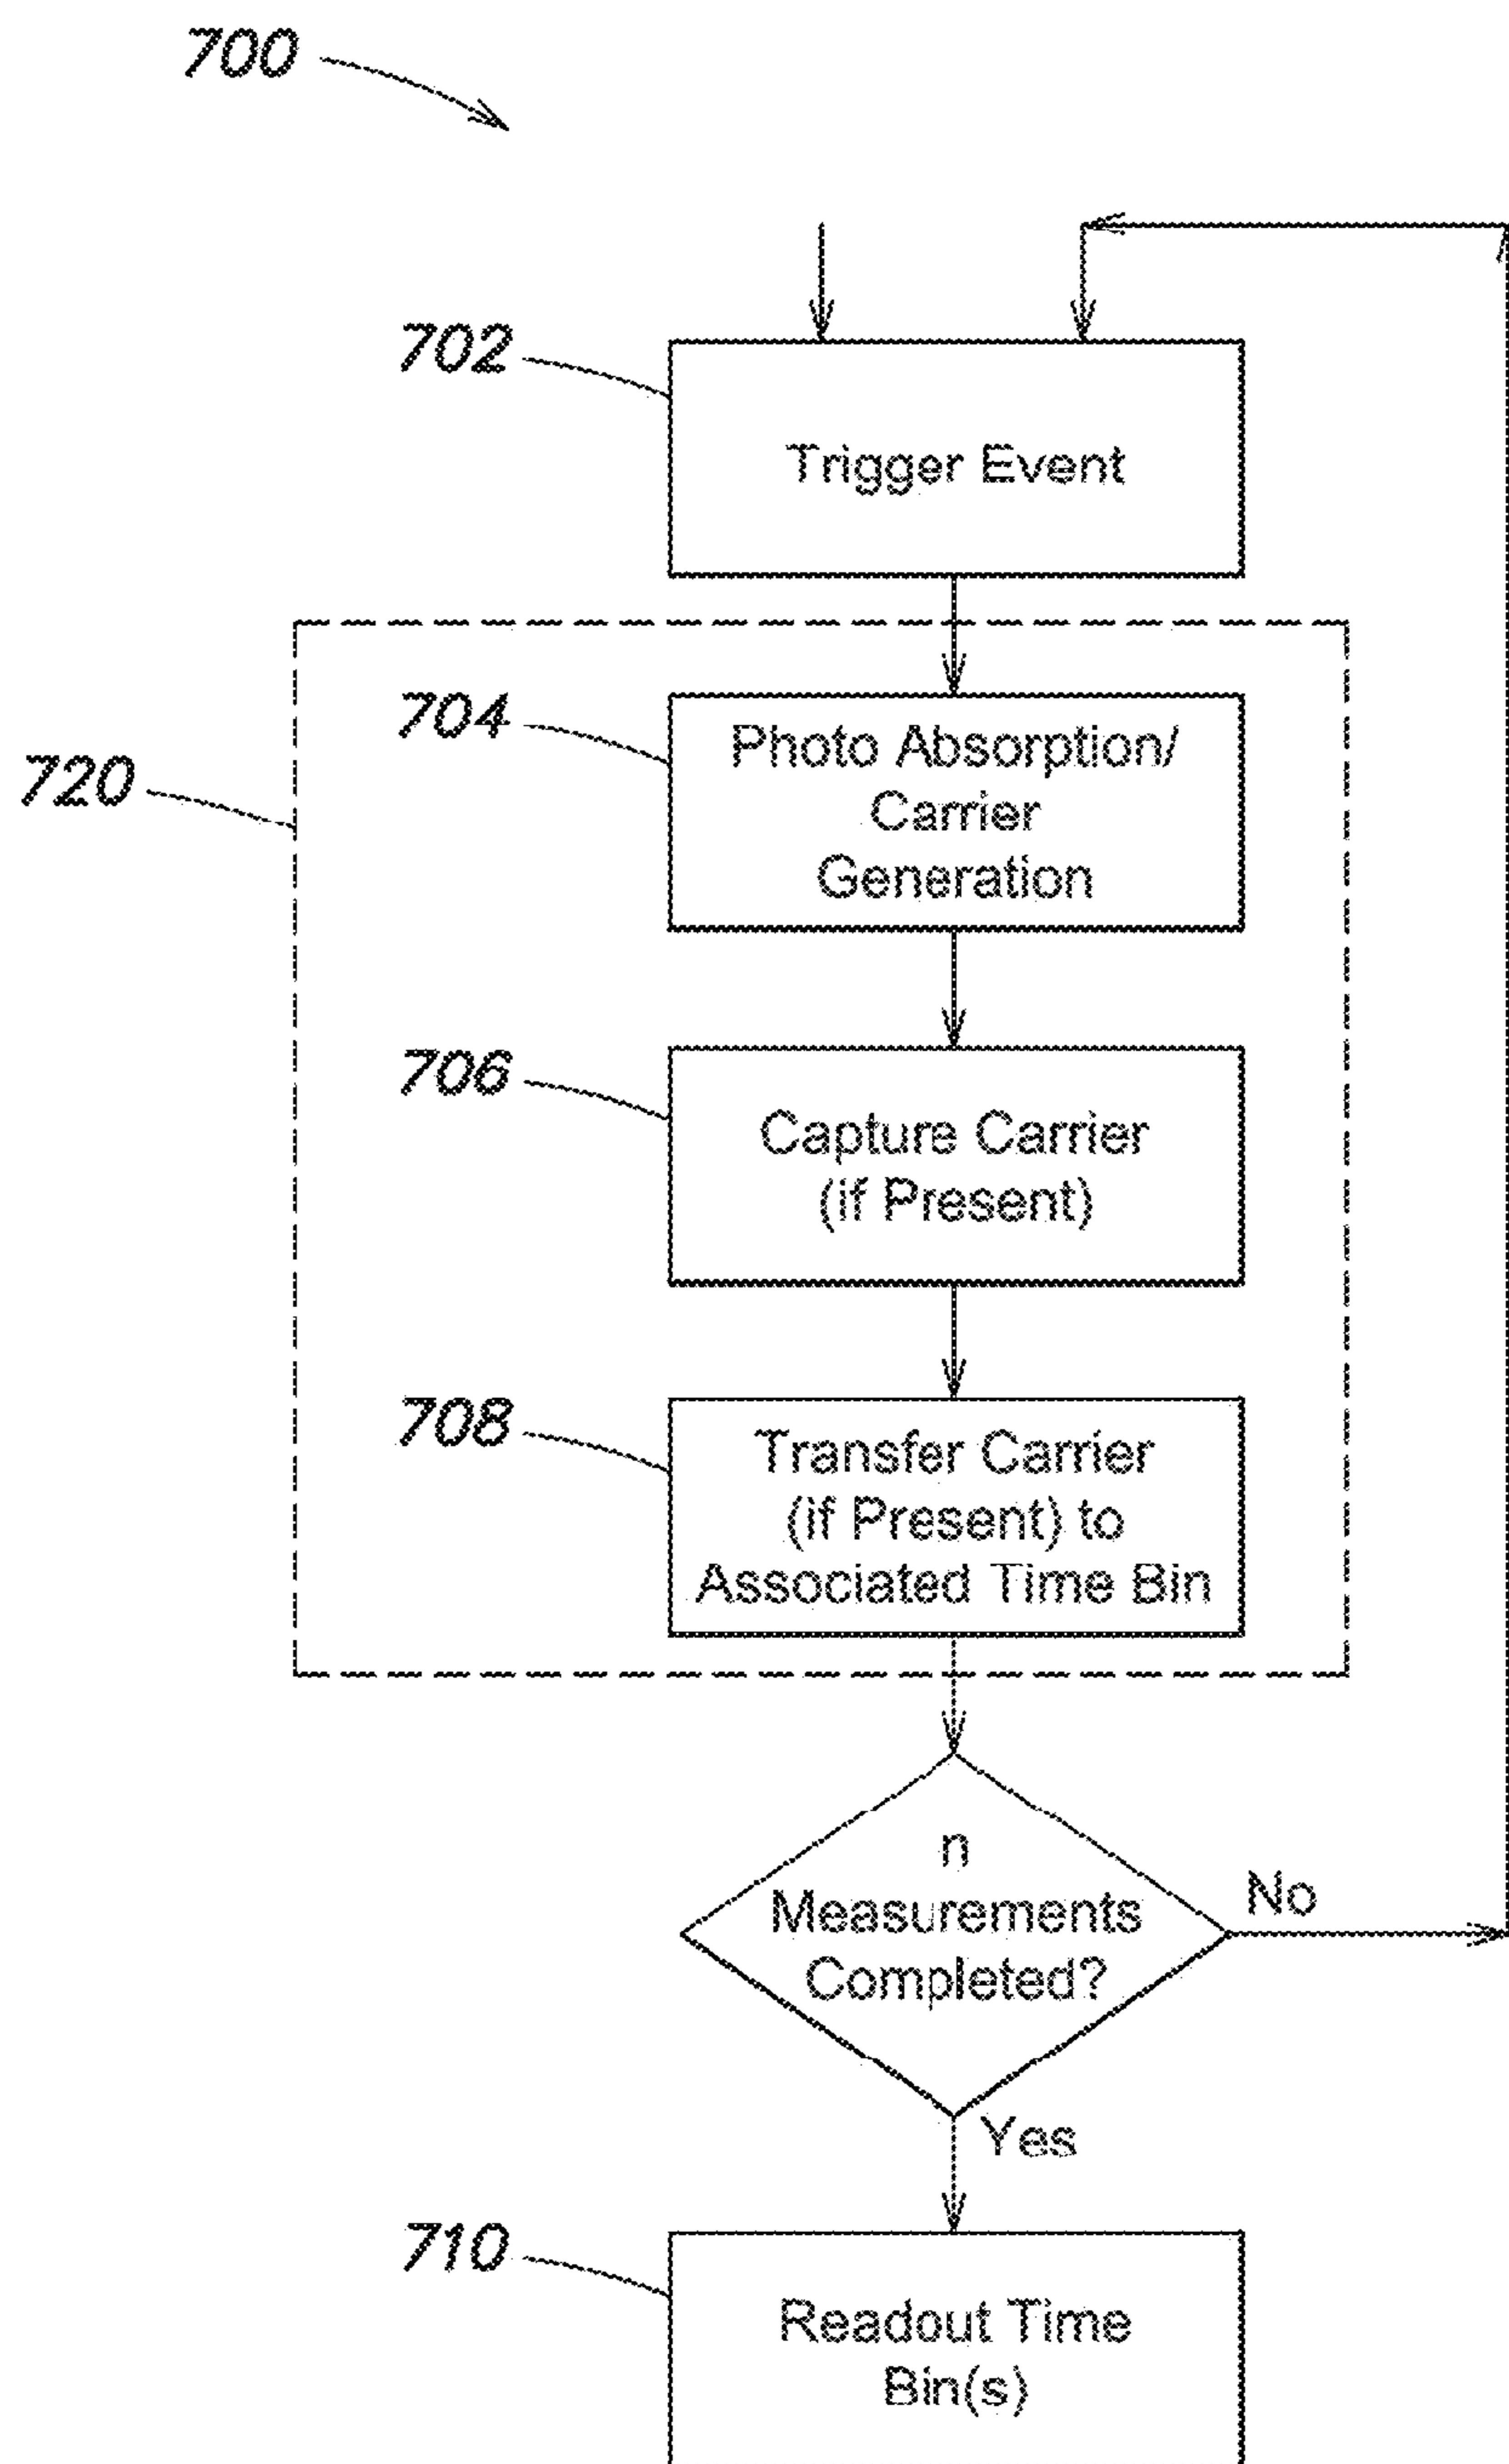 700
702
Trigger Event
704
Photo Absorption/
Carrier
Generation
720
706
Capture Carrier
(if Present)
708
Transfer Carrier
(if Present) to
Associated Time Bin
n
Measurements
Completed?
No
Yes
710
Readout Time
Bin(s)